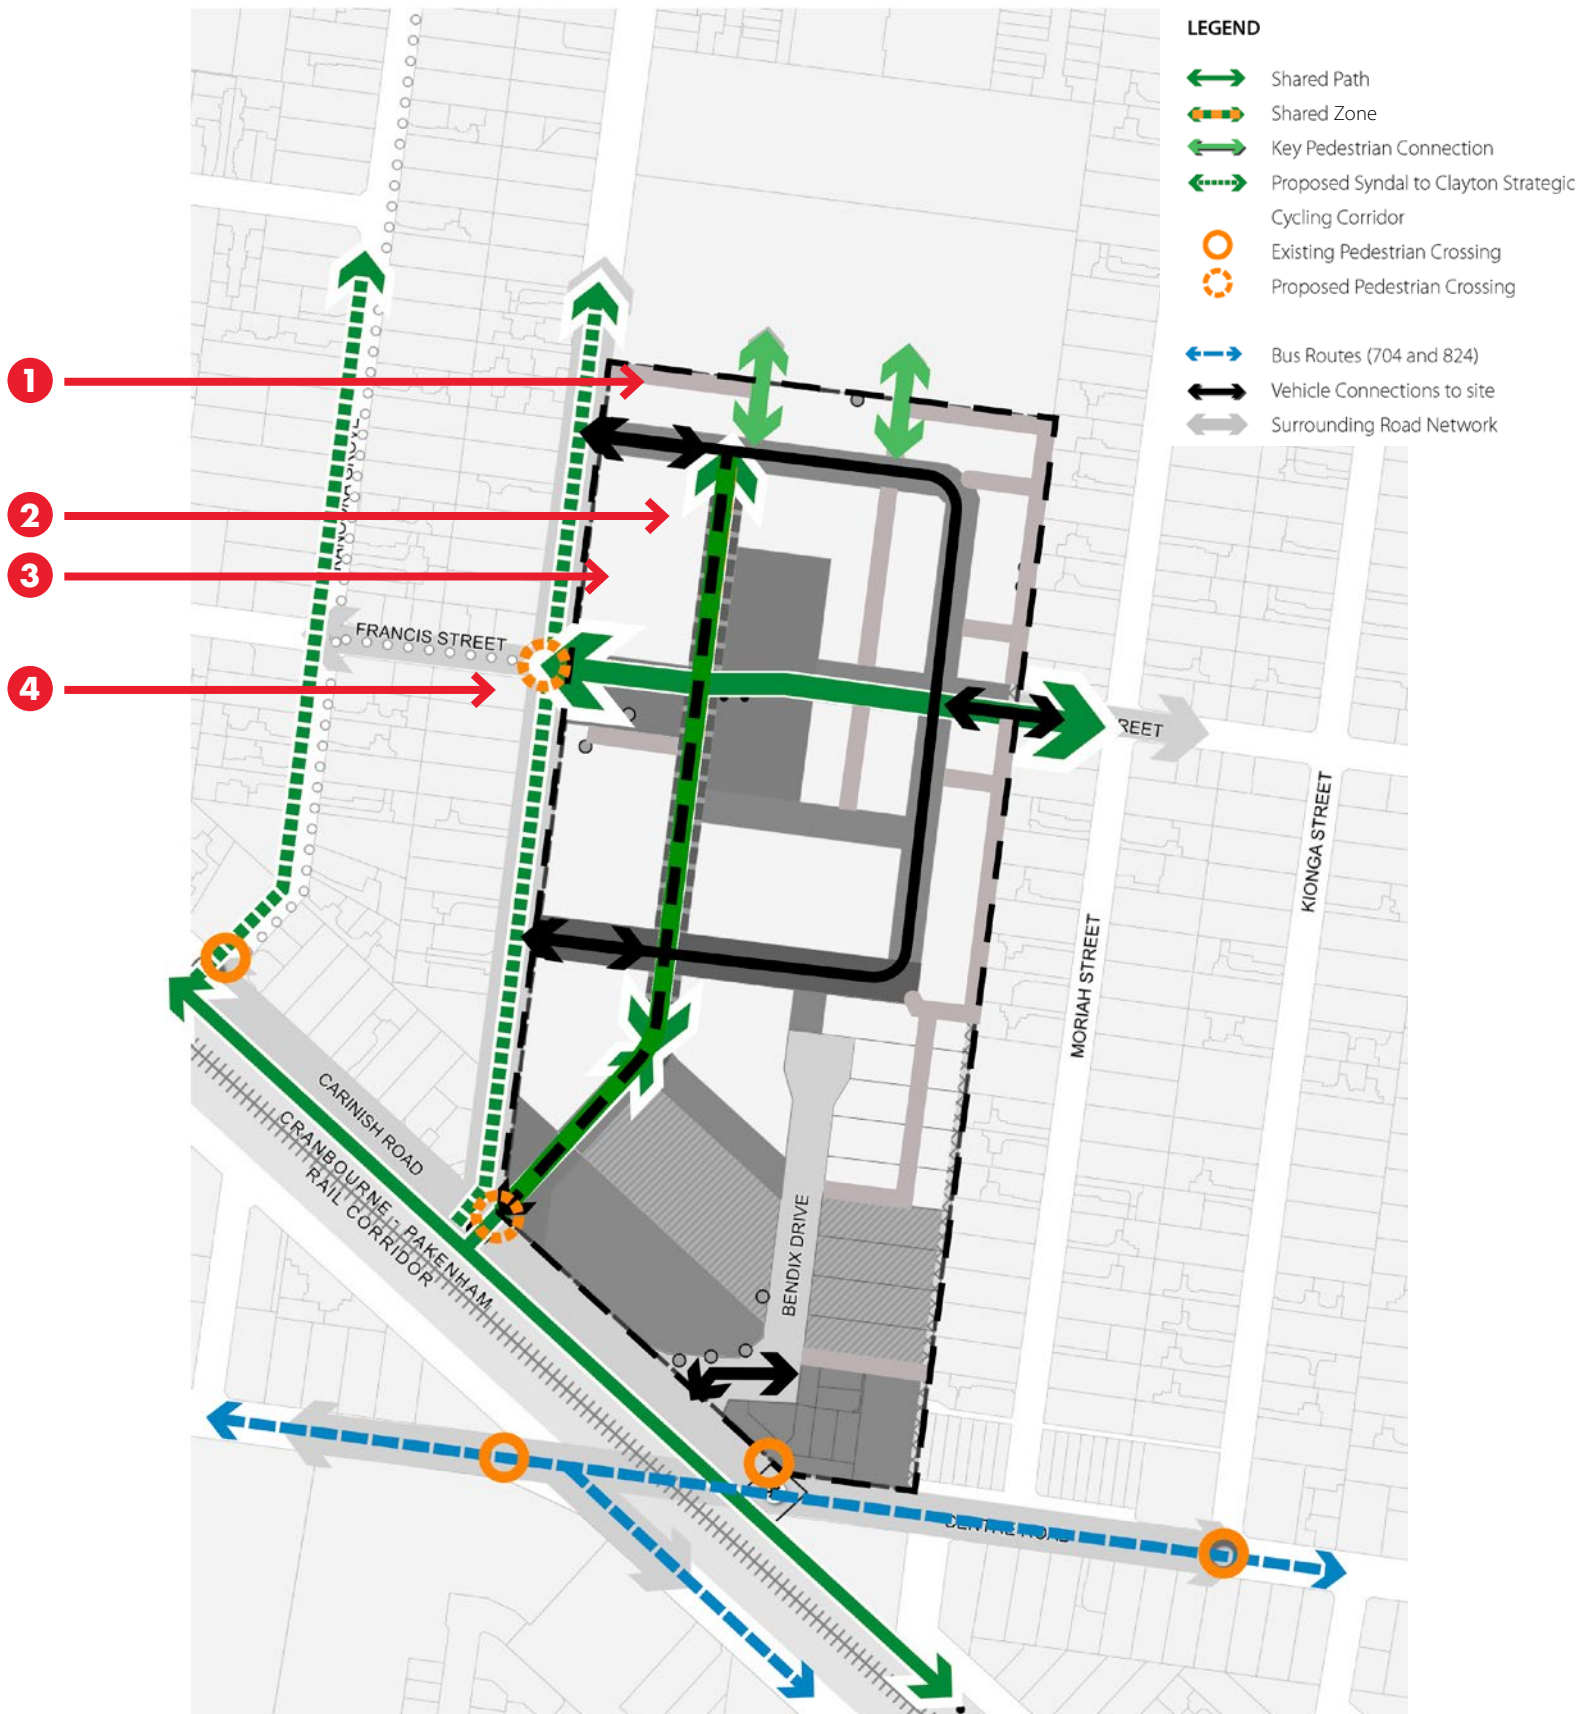 LEGEND
Shared Path
Shared Zone
Key Pedestrian Connection
Proposed Syndal to Clayton Strategic
Cycling Corridor
Existing Pedestrian Crossing
Proposed Pedestrian Crossing
Bus Routes (704 and 824)
Vehicle Connections to site
Surrounding Road Network
1
2
3
4
FRANCIS STREET
REET
KIONGA STREET
MORIAH STREET
CARINISH ROAD
CRANBOURNE - PAKENHAM
RAIL CORRIDOR
BENDIX DRIVE
CENTRE ROAD